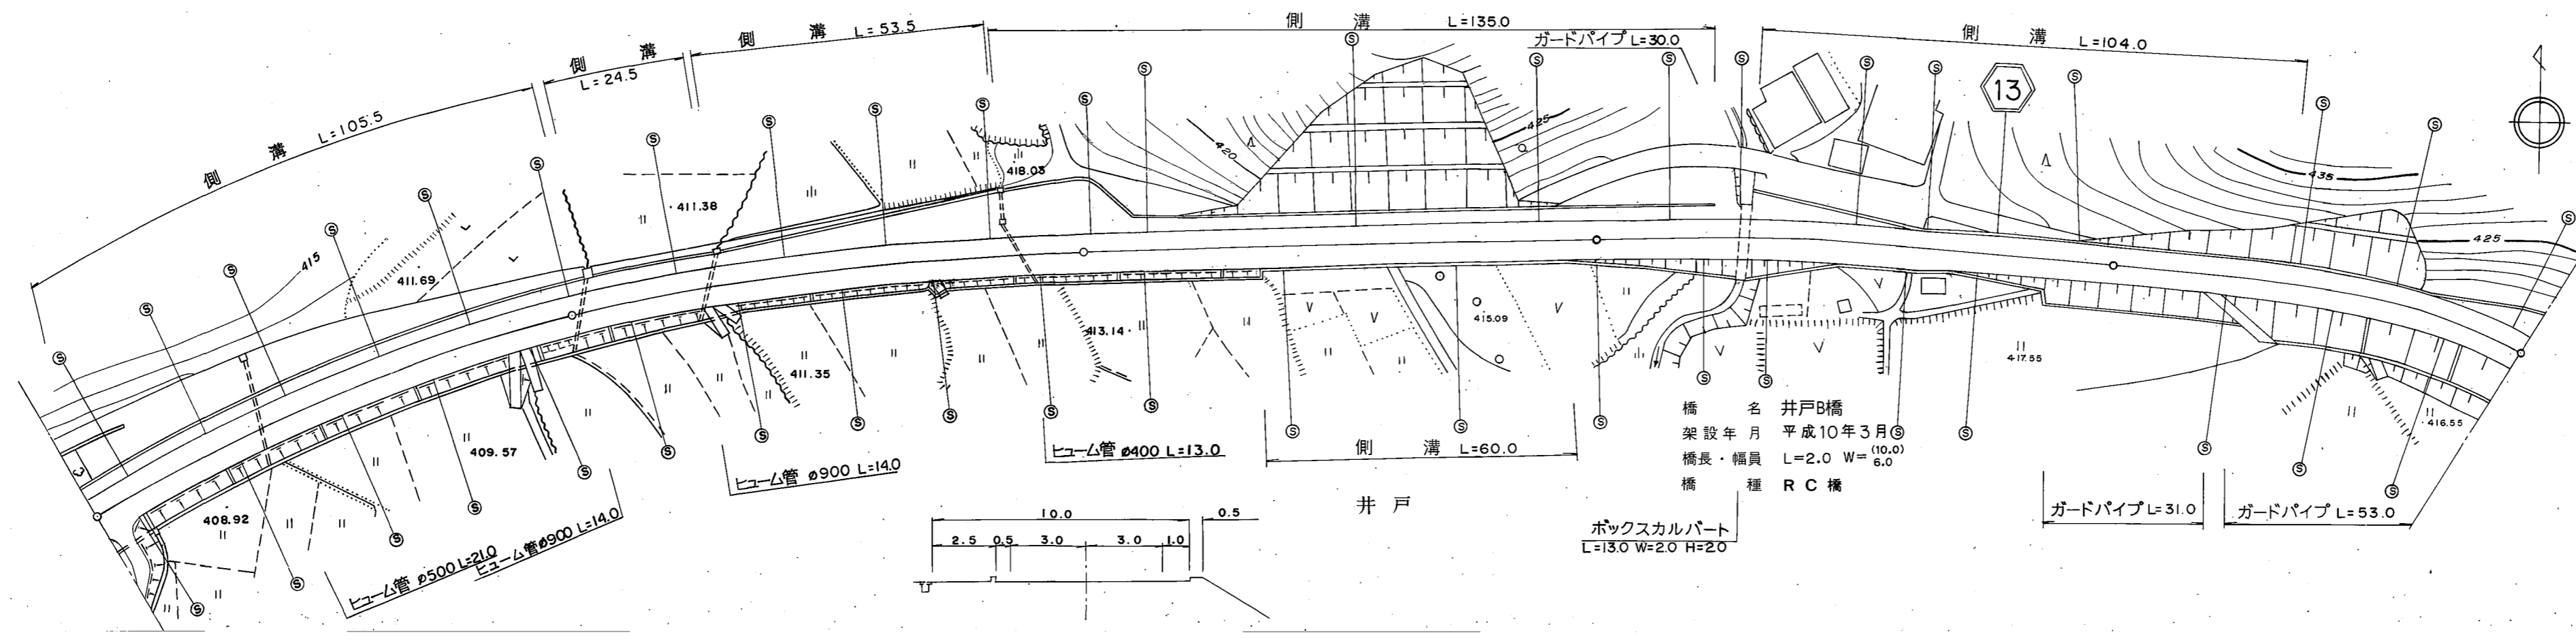 側溝 L=105.5
側溝 L=24.5
側溝 L=53.5
側溝 L=135.0
ガードパイプ L=30.0
側溝 L=104.0
13
415
411.69
411.38
418.03
420
425
435
425
408.92
409.57
411.35
413.14
415.09
417.55
416.55
ヒューム管 ø500 L=21.0
ヒューム管 ø900 L=14.0
ヒューム管 ø900 L=14.0
ヒューム管 ø400 L=13.0
側溝 L=60.0
井戸
橋名 井戸B橋
架設年月 平成10年3月
橋長・幅員 L=2.0 W=(10.0) 6.0
橋種 RC橋
ボックスカルバート
L=13.0 W=2.0 H=2.0
ガードパイプ L=31.0
ガードパイプ L=53.0
10.0 0.5
2.5 0.5 3.0 3.0 1.0